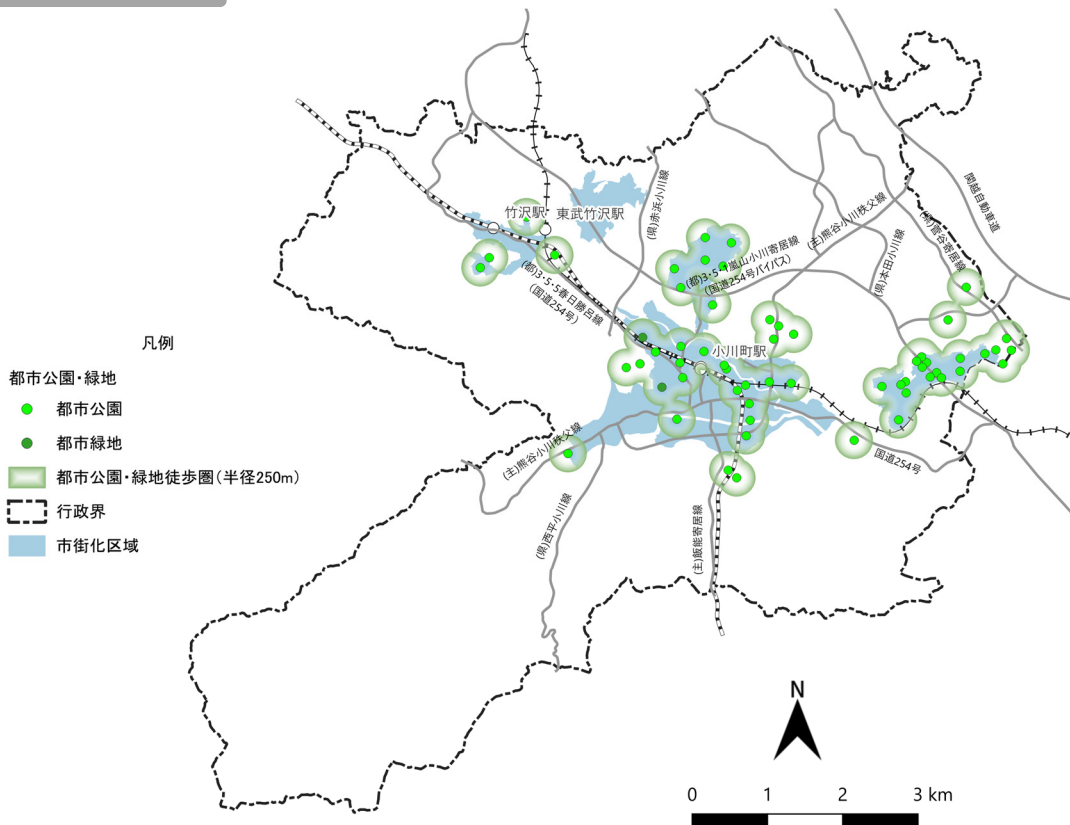 竹沢駅
東武竹沢駅
(県)赤浜小川線
(主)熊谷小川秩父線
関越自動車道
(県)菅谷寄居線
(県)本田小川線
(都)3・5・1嵐山小川寄居線
(国道254号バイパス)
(都)3・5・5春日勝呂線
(国道254号)
小川町駅
凡例
都市公園・緑地
都市公園
都市緑地
都市公園・緑地徒歩圏(半径250m)
行政界
市街化区域
(主)熊谷小川秩父線
国道254号
(県)西平小川線
(主)飯能寄居線
N
0 1 2 3 km